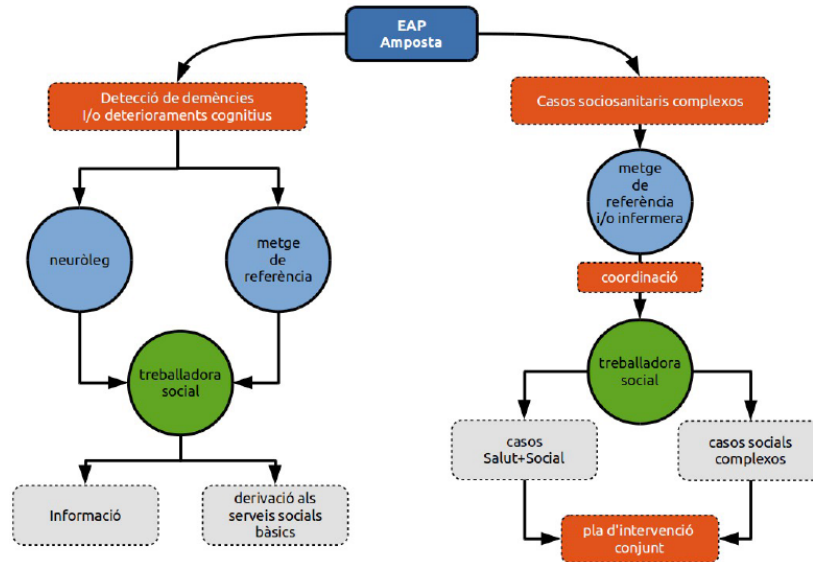 EAP
Amposta
Detecció de demències
I/o deterioraments cognitius
Casos sociosanitaris complexos
neuròleg
metge
de
referència
metge
de
referència
i/o infermera
coordinació
treballadora
social
treballadora
social
Informació
derivació als
serveis socials
bàsics
casos
Salut+Social
casos socials
complexos
pla d'intervenció
conjunt